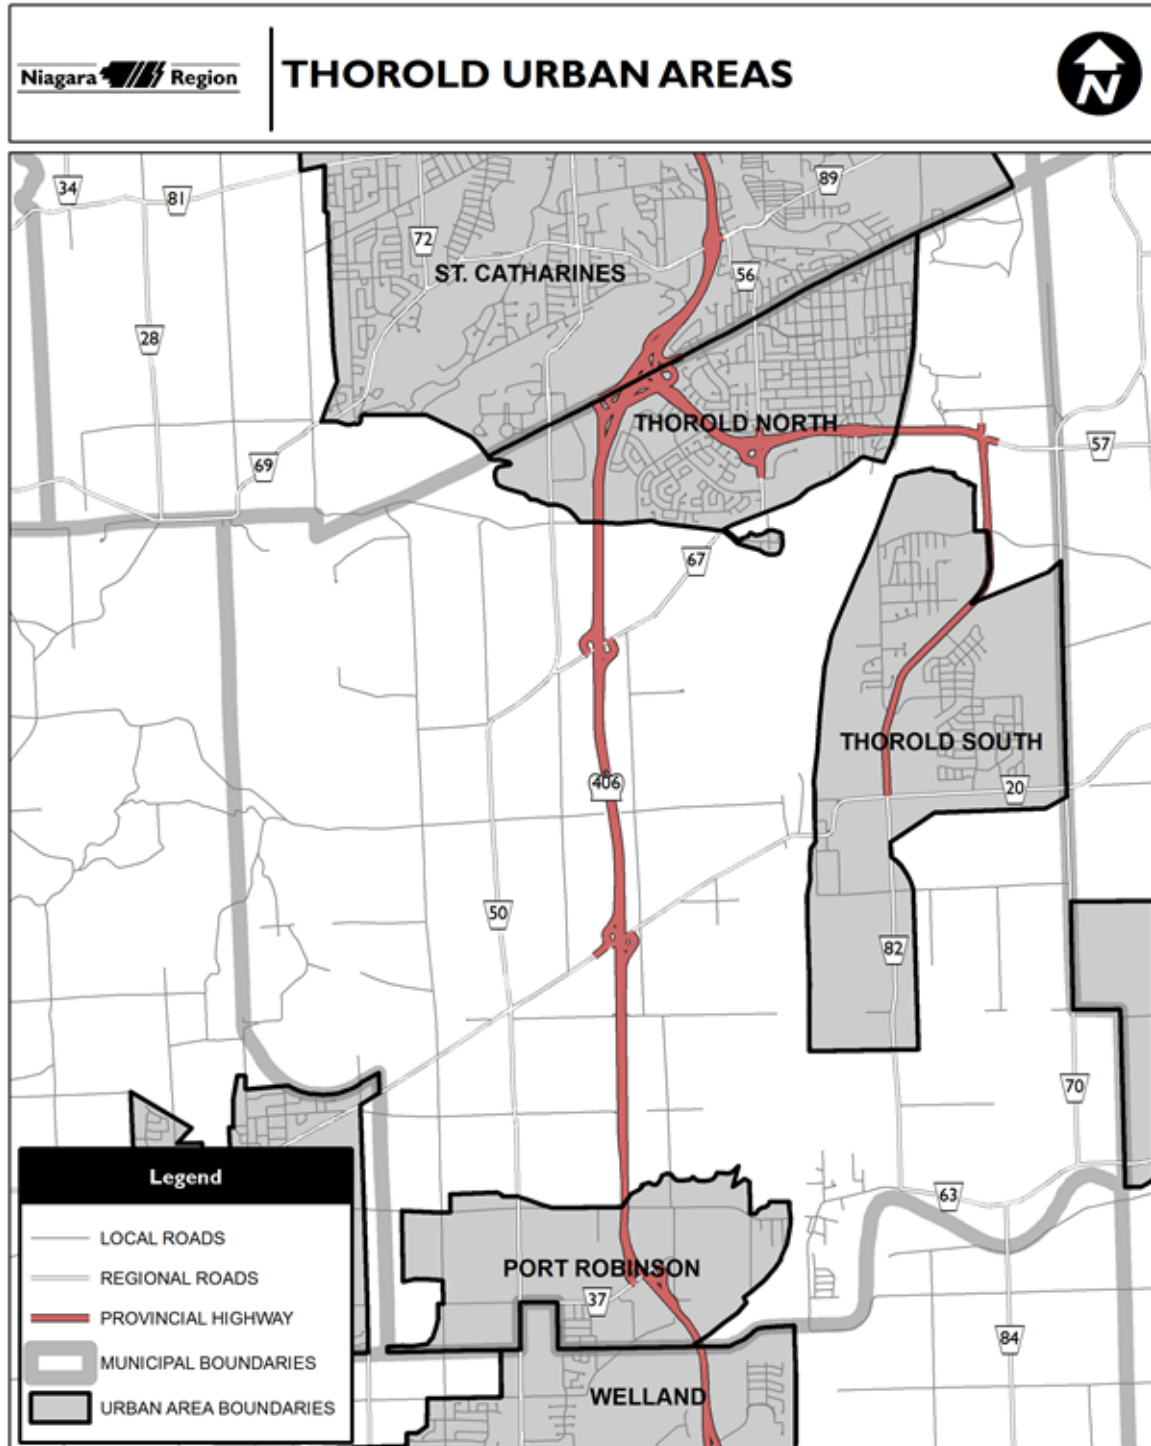 Niagara Region
THOROLD URBAN AREAS
N
34
81
89
72
56
ST. CATHARINES
28
THOROLD NORTH
57
69
67
THOROLD SOUTH
406
20
50
82
70
63
PORT ROBINSON
37
84
WELLAND
Legend
LOCAL ROADS
REGIONAL ROADS
PROVINCIAL HIGHWAY
MUNICIPAL BOUNDARIES
URBAN AREA BOUNDARIES